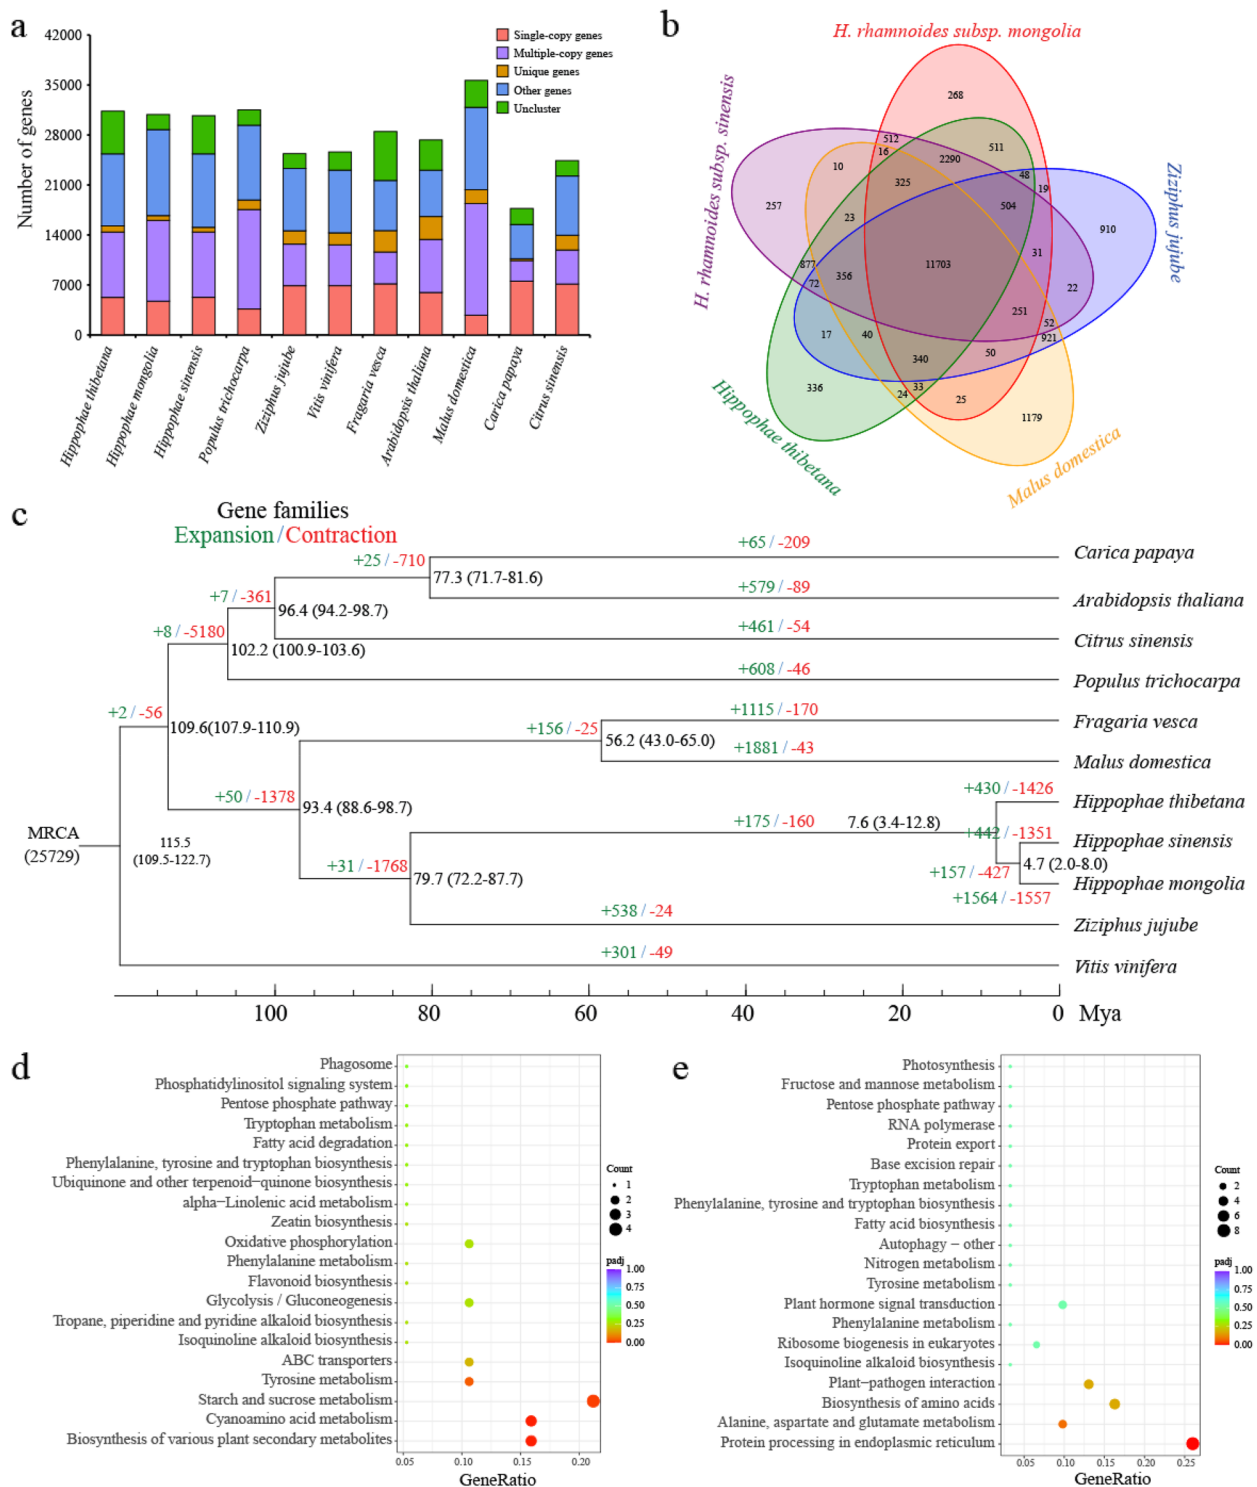 a
42000
35000
28000
21000
14000
7000
0
Number of genes
Single-copy genes
Multiple-copy genes
Unique genes
Other genes
Uncluster
Hippophae thibetana
Hippophae mongolia
Hippophae sinensis
Populus trichocarpa
Ziziphus jujube
Vitis vinifera
Fragaria vesca
Arabidopsis thaliana
Malus domestica
Carica papaya
Citrus sinensis
b
H. rhamnoides subsp. mongolia
H. rhamnoides subsp. sinensis
Ziziphus jujube
Hippophae thibetana
Malus domestica
268
512
16
2290
511
10
325
48
19
257
23
504
910
877
72
356
11703
31
22
251
52
921
17
40
340
50
336
24
33
25
1179
c
Gene families
Expansion/Contraction
+65 / -209
Carica papaya
+25 / -710
77.3 (71.7-81.6)
+579 / -89
Arabidopsis thaliana
+7 / -361
96.4 (94.2-98.7)
+461 / -54
Citrus sinensis
+8 / -5180
102.2 (100.9-103.6)
+608 / -46
Populus trichocarpa
+2 / -56
109.6(107.9-110.9)
+1115 / -170
Fragaria vesca
+156 / -25
56.2 (43.0-65.0)
+1881 / -43
Malus domestica
+50 / -1378
93.4 (88.6-98.7)
+430 / -1426
Hippophae thibetana
+175 / -160
7.6 (3.4-12.8)
+442 / -1351
Hippophae sinensis
MRCA
(25729)
115.5
(109.5-122.7)
+31 / -1768
79.7 (72.2-87.7)
+157 / -427
4.7 (2.0-8.0)
+1564 / -1557
Hippophae mongolia
+538 / -24
Ziziphus jujube
+301 / -49
Vitis vinifera
100 80 60 40 20 0 Mya
d
Phagosome
Phosphatidylinositol signaling system
Pentose phosphate pathway
Tryptophan metabolism
Fatty acid degradation
Phenylalanine, tyrosine and tryptophan biosynthesis
Ubiquinone and other terpenoid−quinone biosynthesis
alpha−Linolenic acid metabolism
Zeatin biosynthesis
Oxidative phosphorylation
Phenylalanine metabolism
Flavonoid biosynthesis
Glycolysis / Gluconeogenesis
Tropane, piperidine and pyridine alkaloid biosynthesis
Isoquinoline alkaloid biosynthesis
ABC transporters
Tyrosine metabolism
Starch and sucrose metabolism
Cyanoamino acid metabolism
Biosynthesis of various plant secondary metabolites
0.05 0.10 0.15 0.20
GeneRatio
Count
1
2
3
4
padj
1.00
0.75
0.50
0.25
0.00
e
Photosynthesis
Fructose and mannose metabolism
Pentose phosphate pathway
RNA polymerase
Protein export
Base excision repair
Tryptophan metabolism
Phenylalanine, tyrosine and tryptophan biosynthesis
Fatty acid biosynthesis
Autophagy − other
Nitrogen metabolism
Tyrosine metabolism
Plant hormone signal transduction
Phenylalanine metabolism
Ribosome biogenesis in eukaryotes
Isoquinoline alkaloid biosynthesis
Plant−pathogen interaction
Biosynthesis of amino acids
Alanine, aspartate and glutamate metabolism
Protein processing in endoplasmic reticulum
0.05 0.10 0.15 0.20 0.25
GeneRatio
Count
2
4
6
8
padj
1.00
0.75
0.50
0.25
0.00